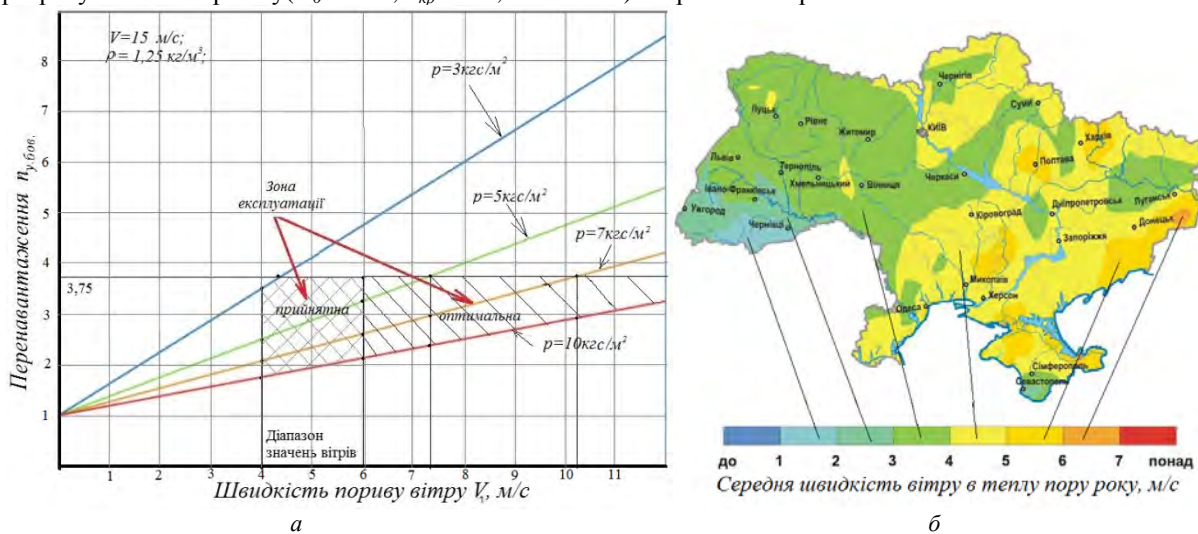 V=15 м/с;
ρ = 1,25 кг/м³;
p=3кгс/м²
p=5кгс/м²
p=7кгс/м²
p=10кгс/м²
Зона
експлуатації
прийнятна
оптимальна
3,75
8
7
6
5
4
3
2
1
Перенавантаження n у.бов.
Діапазон
значень вітрів
1 2 3 4 5 6 7 8 9 10 11
Швидкість пориву вітру V, м/с
а
Чернігів
Луцьк
Рівне
Житомир
КИЇВ
Суми
Харків
Полтава
Львів
Тернопіль
Хмельницький
Вінниця
Черкаси
Івано-Франківськ
Ужгород
Чернівці
Кіровоград
Дніпропетровськ
Луганськ
Донецьк
Запоріжжя
Миколаїв
Одеса
Херсон
Сімферополь
Севастополь
до 1 2 3 4 5 6 7 понад
Середня швидкість вітру в теплу пору року, м/с
б